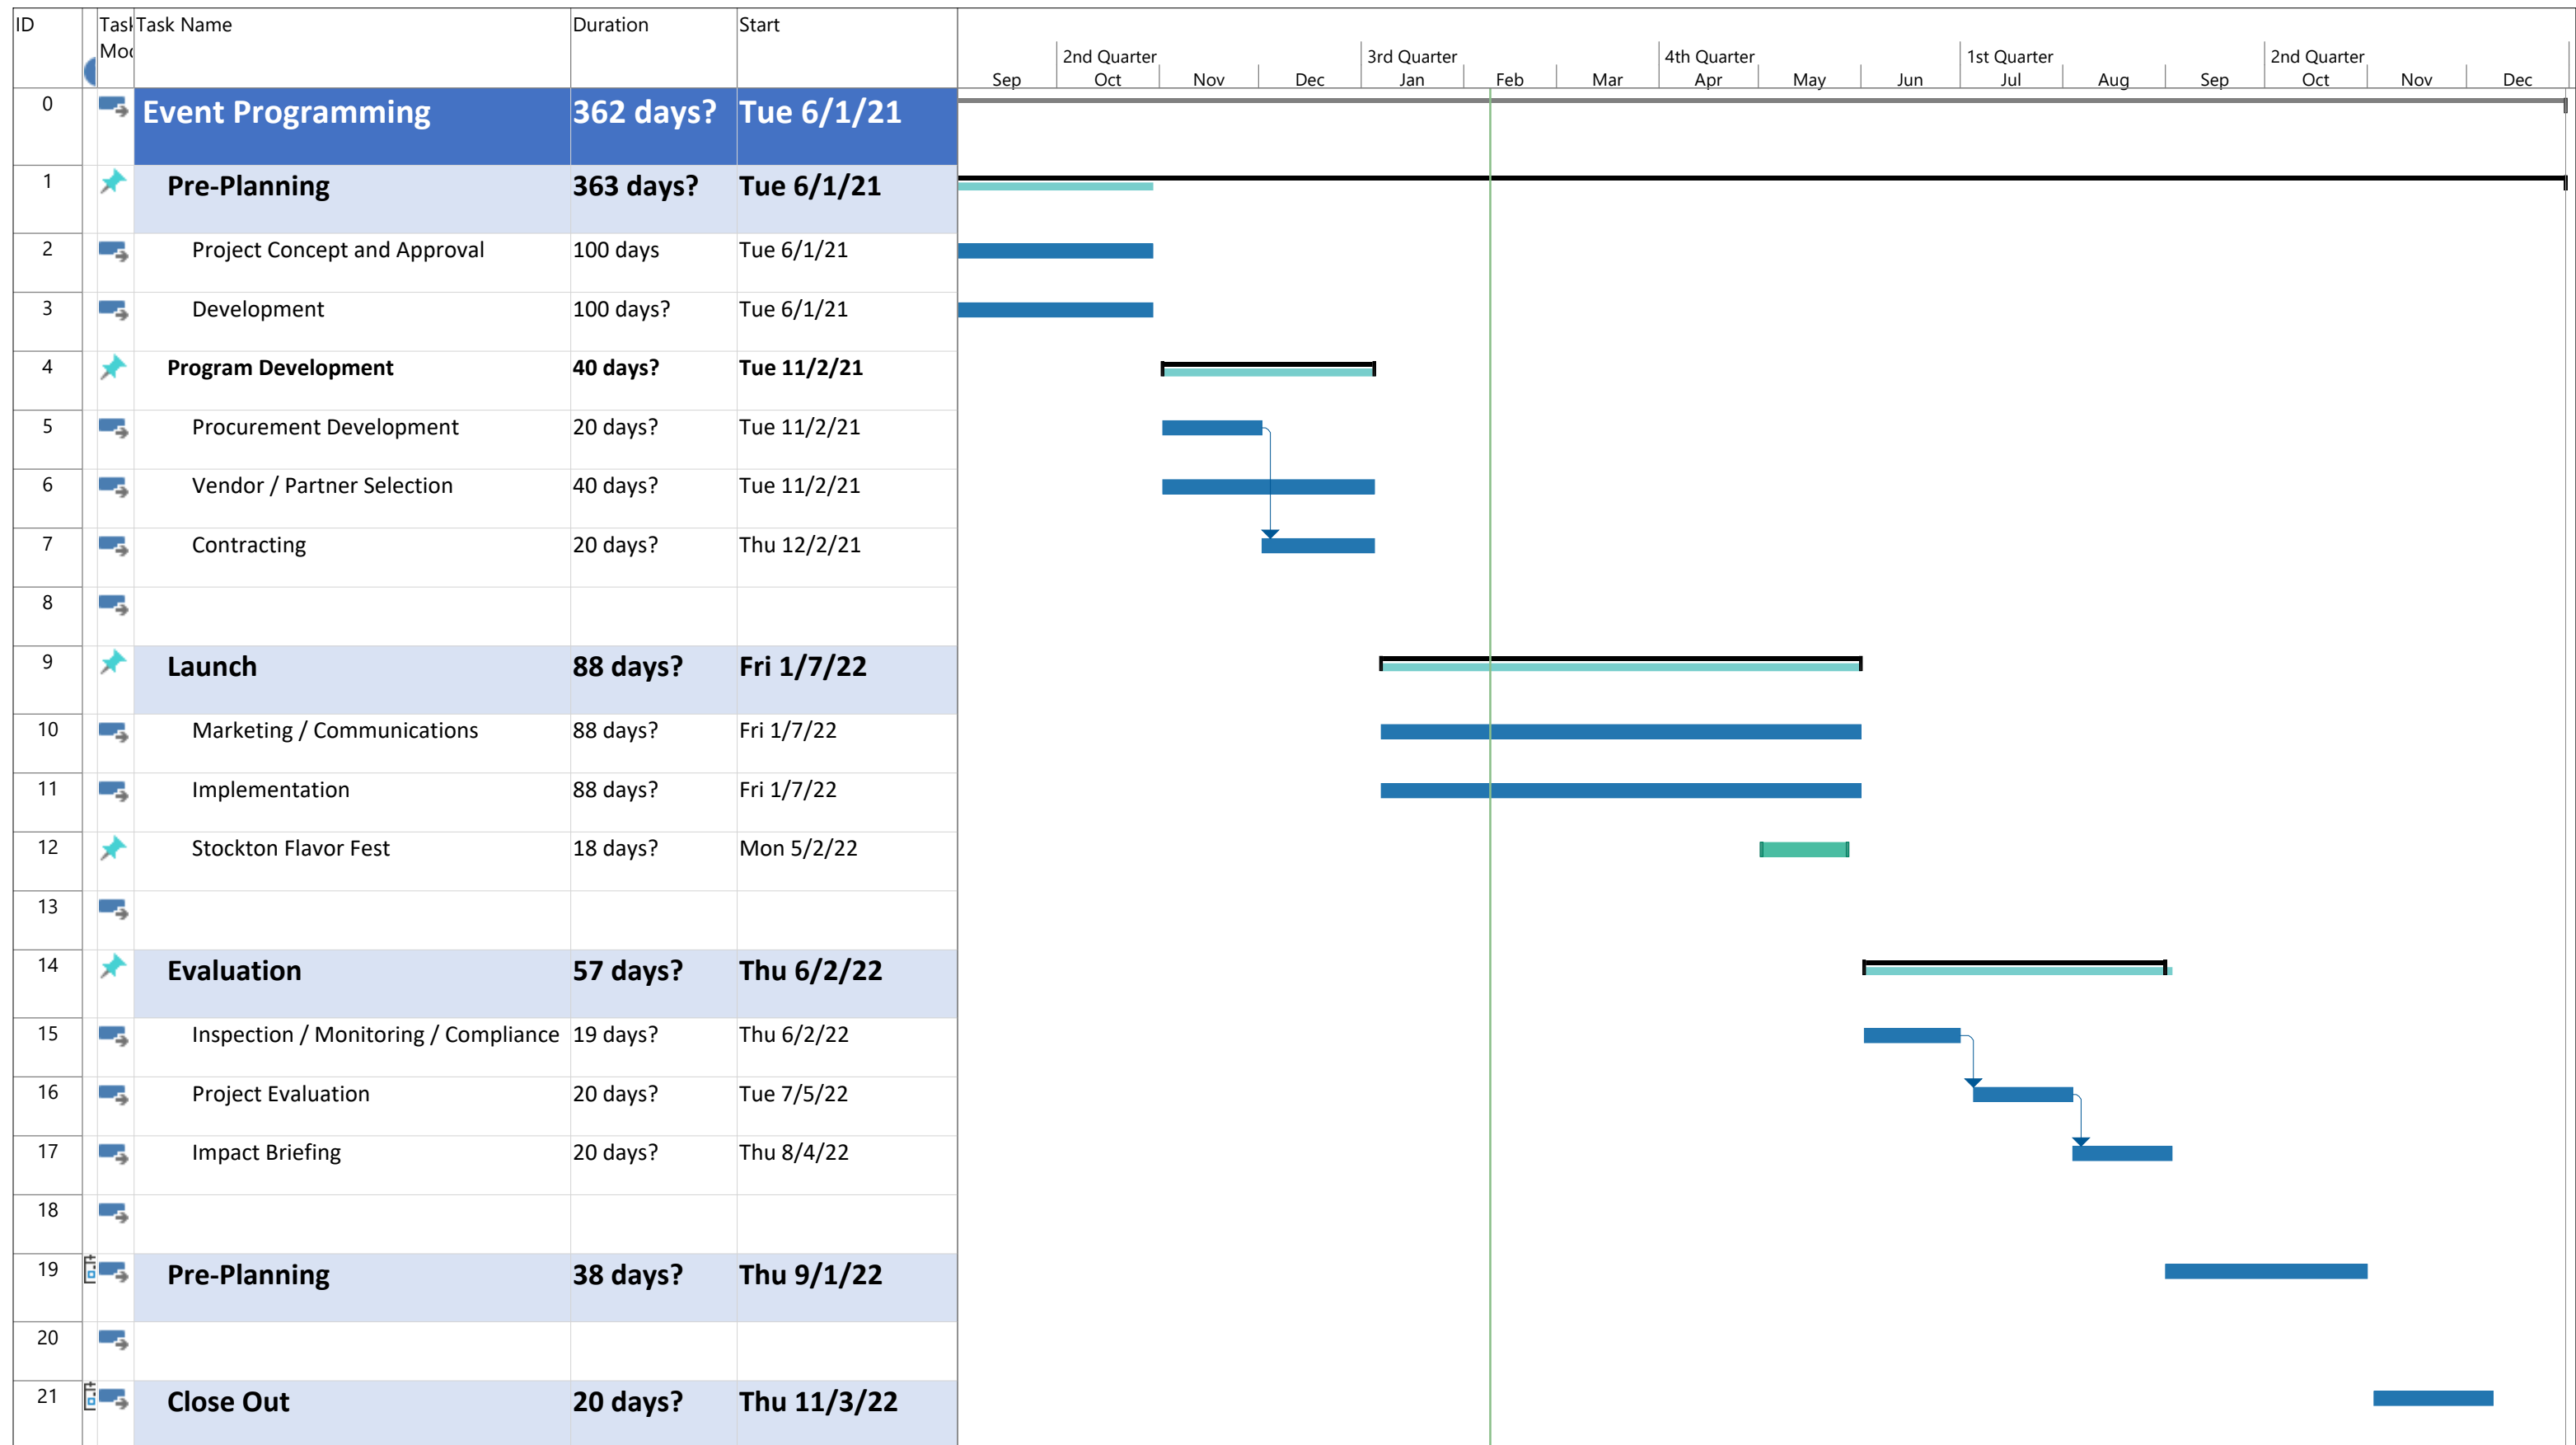 ID Task Mod Task Name Duration Start
2nd Quarter 3rd Quarter 4th Quarter 1st Quarter 2nd Quarter
Sep Oct Nov Dec Jan Feb Mar Apr May Jun Jul Aug Sep Oct Nov Dec
0 Event Programming 362 days? Tue 6/1/21
1 Pre-Planning 363 days? Tue 6/1/21
2 Project Concept and Approval 100 days Tue 6/1/21
3 Development 100 days? Tue 6/1/21
4 Program Development 40 days? Tue 11/2/21
5 Procurement Development 20 days? Tue 11/2/21
6 Vendor / Partner Selection 40 days? Tue 11/2/21
7 Contracting 20 days? Thu 12/2/21
8
9 Launch 88 days? Fri 1/7/22
10 Marketing / Communications 88 days? Fri 1/7/22
11 Implementation 88 days? Fri 1/7/22
12 Stockton Flavor Fest 18 days? Mon 5/2/22
13
14 Evaluation 57 days? Thu 6/2/22
15 Inspection / Monitoring / Compliance 19 days? Thu 6/2/22
16 Project Evaluation 20 days? Tue 7/5/22
17 Impact Briefing 20 days? Thu 8/4/22
18
19 Pre-Planning 38 days? Thu 9/1/22
20
21 Close Out 20 days? Thu 11/3/22